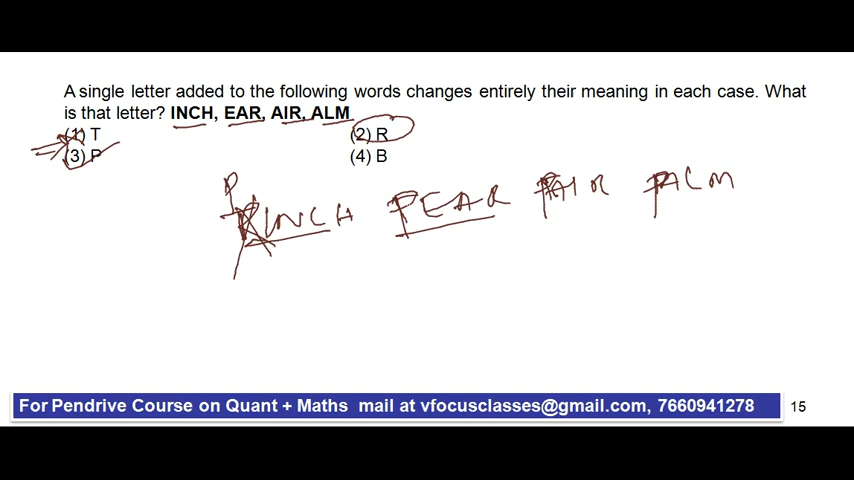 A single letter added to the following words changes entirely their meaning in each case. What
is that letter? INCH, EAR, AIR, ALM
(1) T (2) R
(3) P (4) B
P
INCH PEAR PAIR PALM
For Pendrive Course on Quant + Maths mail at vfocusclasses@gmail.com, 7660941278 15